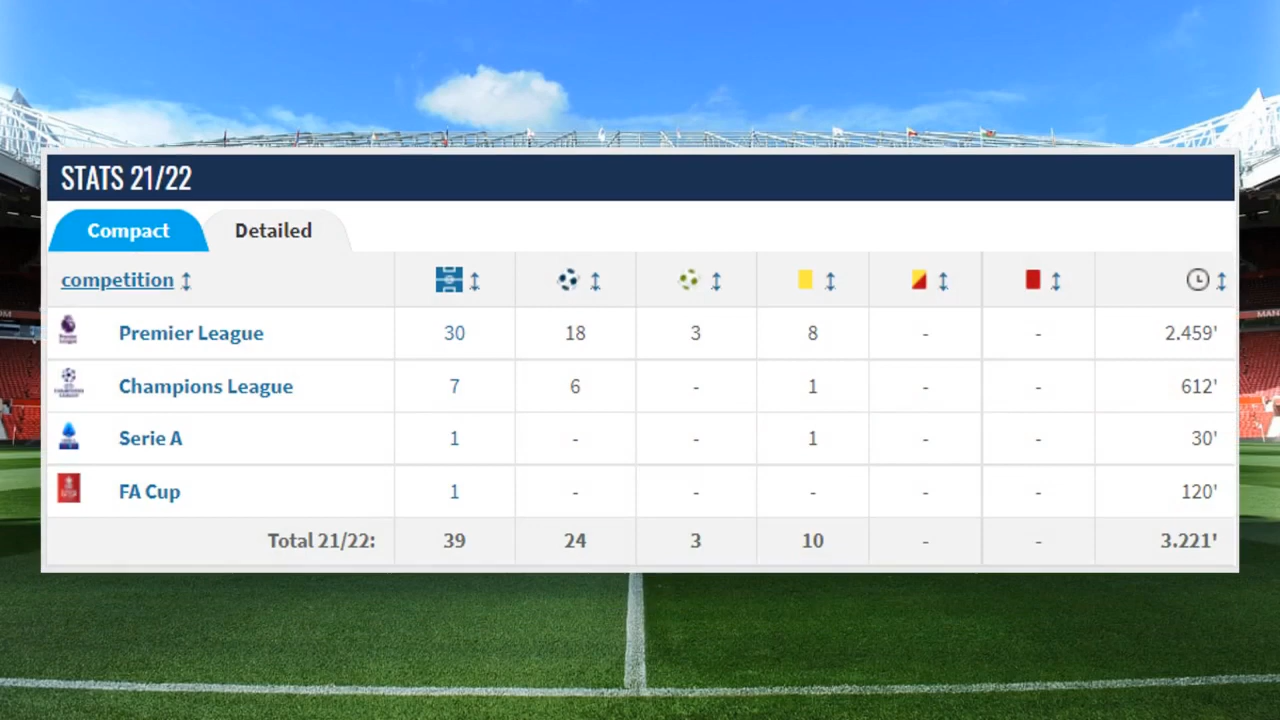 STATS 21/22
Compact Detailed
competition
Premier League 30 18 3 8 - - 2.459'
Champions League 7 6 - 1 - - 612'
Serie A 1 - - 1 - - 30'
FA Cup 1 - - - - - 120'
Total 21/22: 39 24 3 10 - - 3.221'